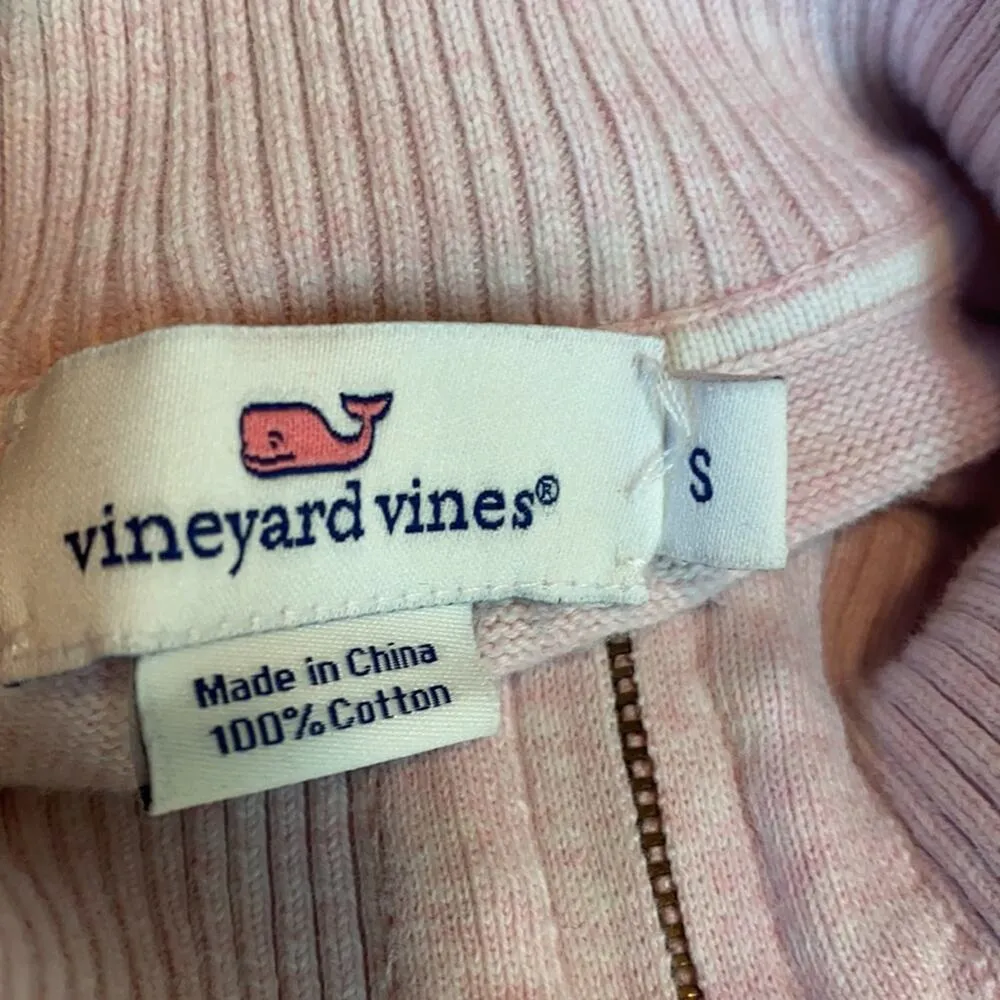 vineyard vines®
S
Made in China
100% Cotton